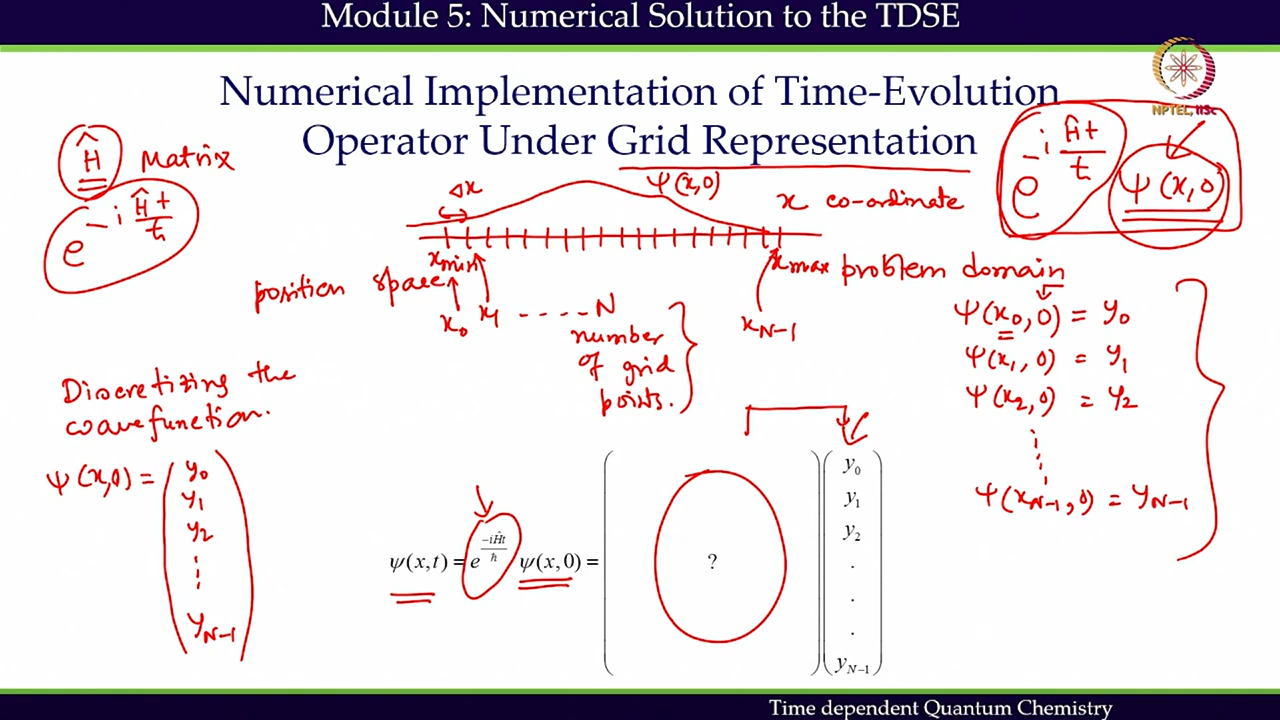 Module 5: Numerical Solution to the TDSE
NPTEL, IISc
Numerical Implementation of Time-Evolution
Operator Under Grid Representation
Ĥ Matrix
e^{-iĤt/ħ}
Δx
ψ(x,0)
x co-ordinate
e^{-iĤt/ħ} ψ(x,0)
x_min
x_max problem domain
position space
x_0 x_1 ----- N
number
of grid
points.
x_{N-1}
ψ(x_0, 0) = y_0
ψ(x_1, 0) = y_1
ψ(x_2, 0) = y_2
⋮
ψ(x_{N-1}, 0) = y_{N-1}
Discretizing the
wavefunction.
ψ(x,0) = ( y_0
y_1
y_2
⋮
y_{N-1} )
ψ(x,t) = e^{-iĤt/ħ} ψ(x,0) = ( ? ) ( y_0
y_1
y_2
.
.
.
y_{N-1} )
Time dependent Quantum Chemistry